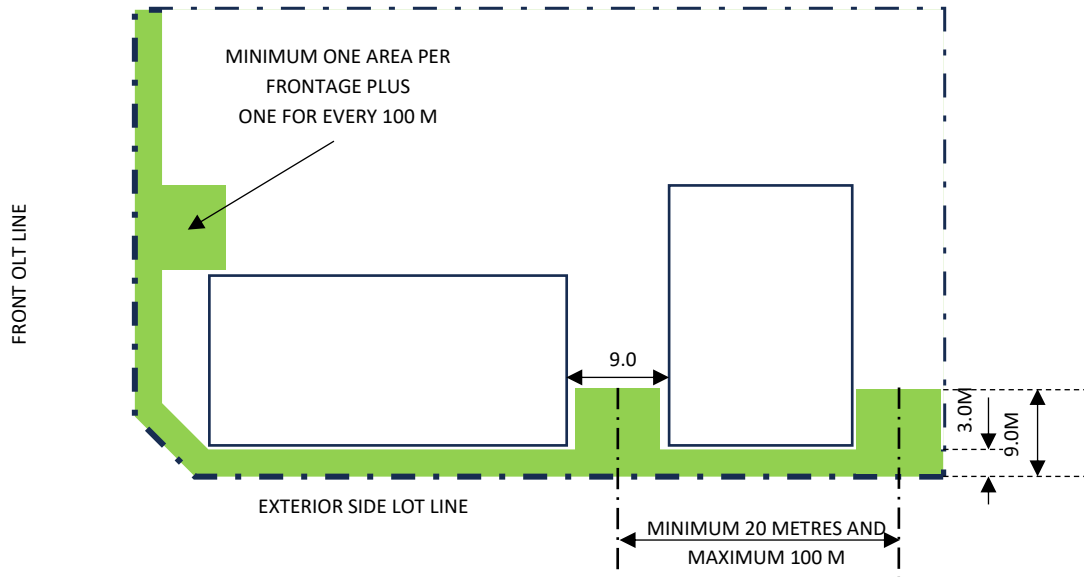 MINIMUM ONE AREA PER
FRONTAGE PLUS
ONE FOR EVERY 100 M
FRONT OLT LINE
9.0
3.0M
9.0M
EXTERIOR SIDE LOT LINE
MINIMUM 20 METRES AND
MAXIMUM 100 M